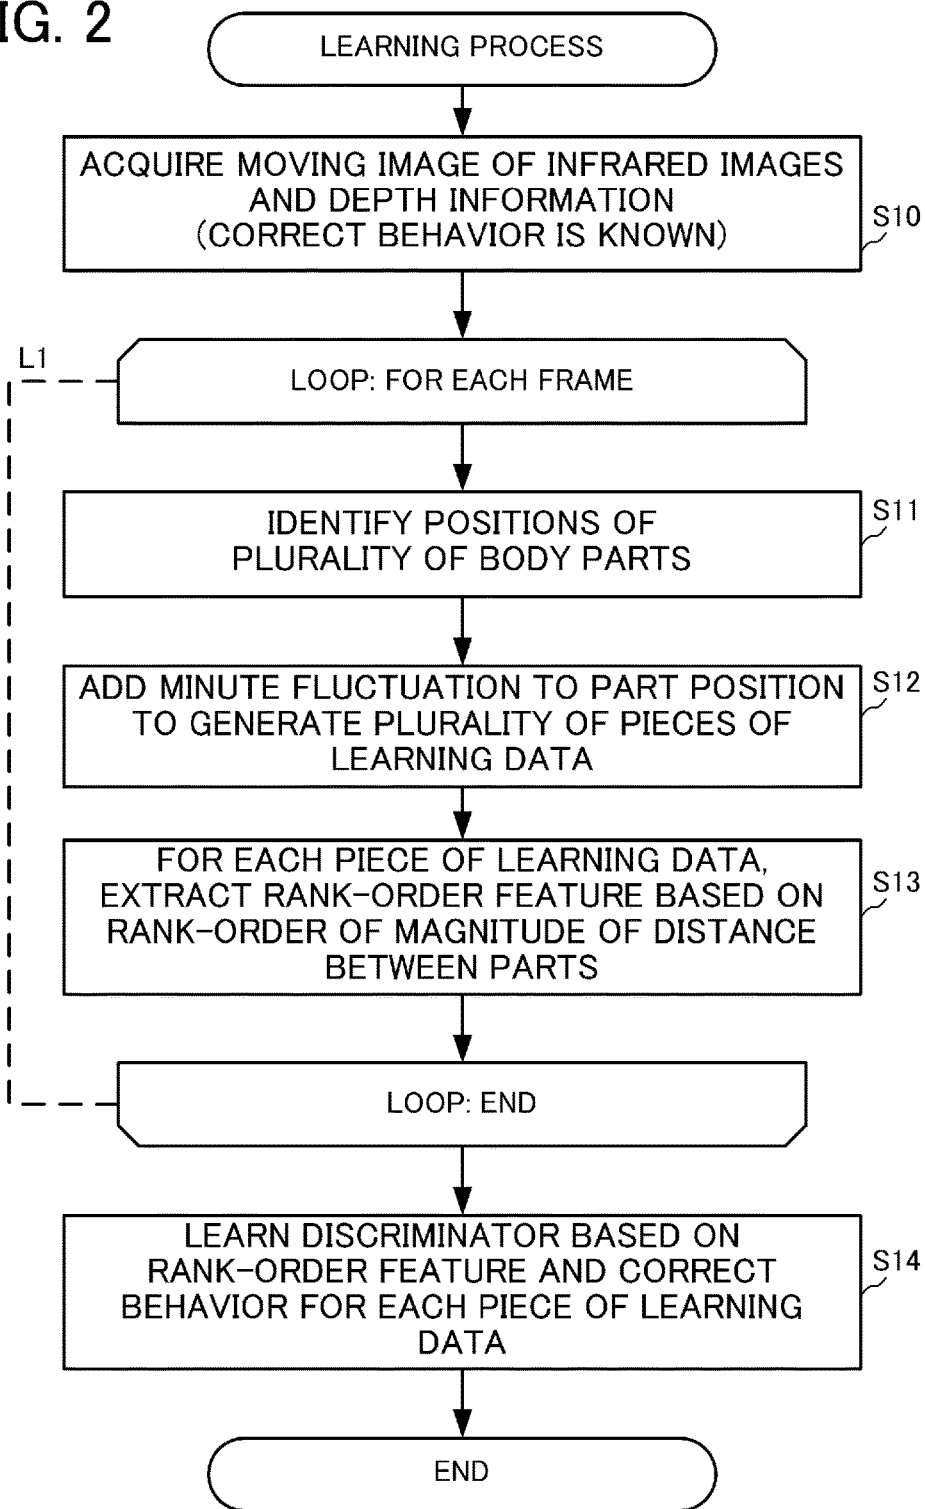 IG. 2
LEARNING PROCESS
ACQUIRE MOVING IMAGE OF INFRARED IMAGES
AND DEPTH INFORMATION
(CORRECT BEHAVIOR IS KNOWN)
S10
L1
LOOP: FOR EACH FRAME
IDENTIFY POSITIONS OF
PLURALITY OF BODY PARTS
S11
ADD MINUTE FLUCTUATION TO PART POSITION
TO GENERATE PLURALITY OF PIECES OF
LEARNING DATA
S12
FOR EACH PIECE OF LEARNING DATA,
EXTRACT RANK-ORDER FEATURE BASED ON
RANK-ORDER OF MAGNITUDE OF DISTANCE
BETWEEN PARTS
S13
LOOP: END
LEARN DISCRIMINATOR BASED ON
RANK-ORDER FEATURE AND CORRECT
BEHAVIOR FOR EACH PIECE OF LEARNING
DATA
S14
END